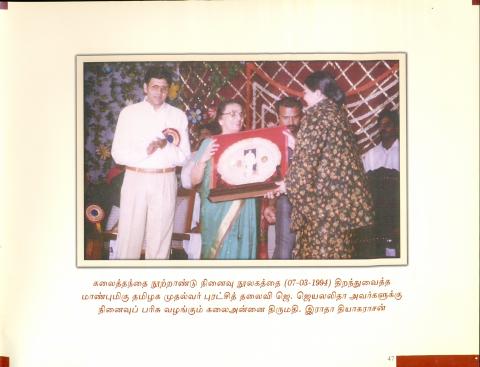 கலைத்தந்தை நூற்றாண்டு நினைவு நூலகத்தை (07-03-1994) திறந்துவைத்த
மாண்புமிகு தமிழக முதல்வர் புரட்சித் தலைவி ஜெ. ஜெயலலிதா அவர்களுக்கு
நினைவுப் பரிசு வழங்கும் கலைஅன்னை திருமதி. இராதா தியாகராசன்
47